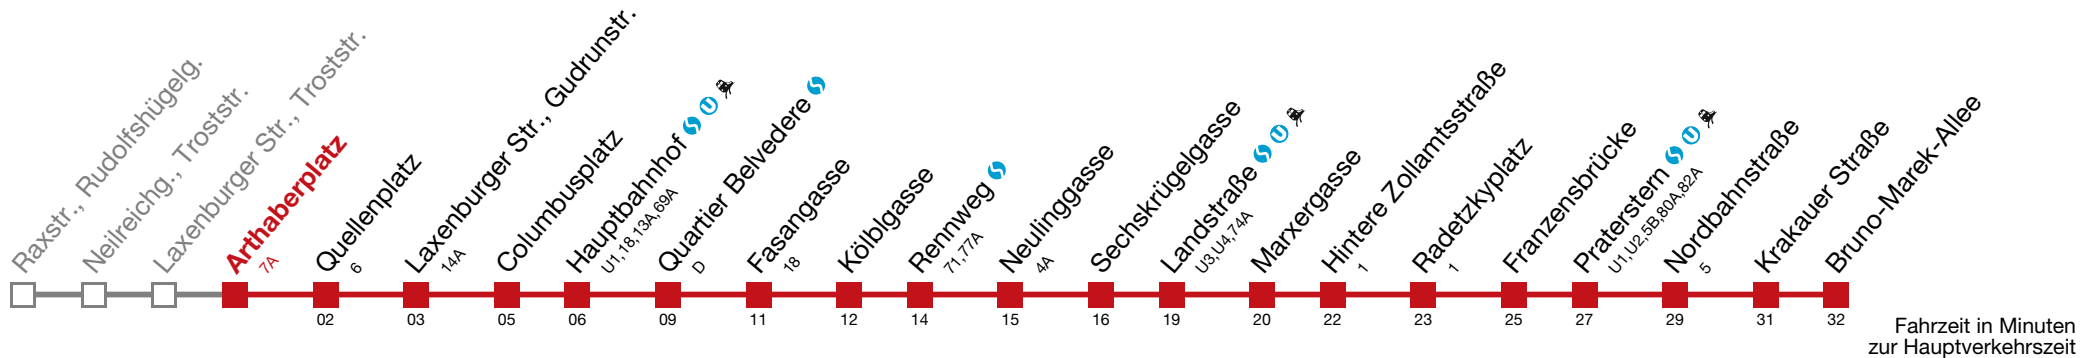 Raxstr., Rudolfshügelg.
Neilreichg., Troststr.
Laxenburger Str., Troststr.
Arthaberplatz
7A
Quellenplatz
6
Laxenburger Str., Gudrunstr.
14A
Columbusplatz
Hauptbahnhof S U
U1,18,13A,69A
Quartier Belvedere S
D
Fasangasse
18
Kölblgasse
Rennweg S
71,77A
Neulinggasse
4A
Sechskrügelgasse
Landstraße S U
U3,U4,74A
Marxergasse
Hintere Zollamtsstraße
1
Radetzkyplatz
1
Franzensbrücke
Praterstern S U
U1,U2,5B,80A,82A
Nordbahnstraße
5
Krakauer Straße
Bruno-Marek-Allee
02 03 05 06 09 11 12 14 15 16 19 20 22 23 25 27 29 31 32
Fahrzeit in Minuten
zur Hauptverkehrszeit